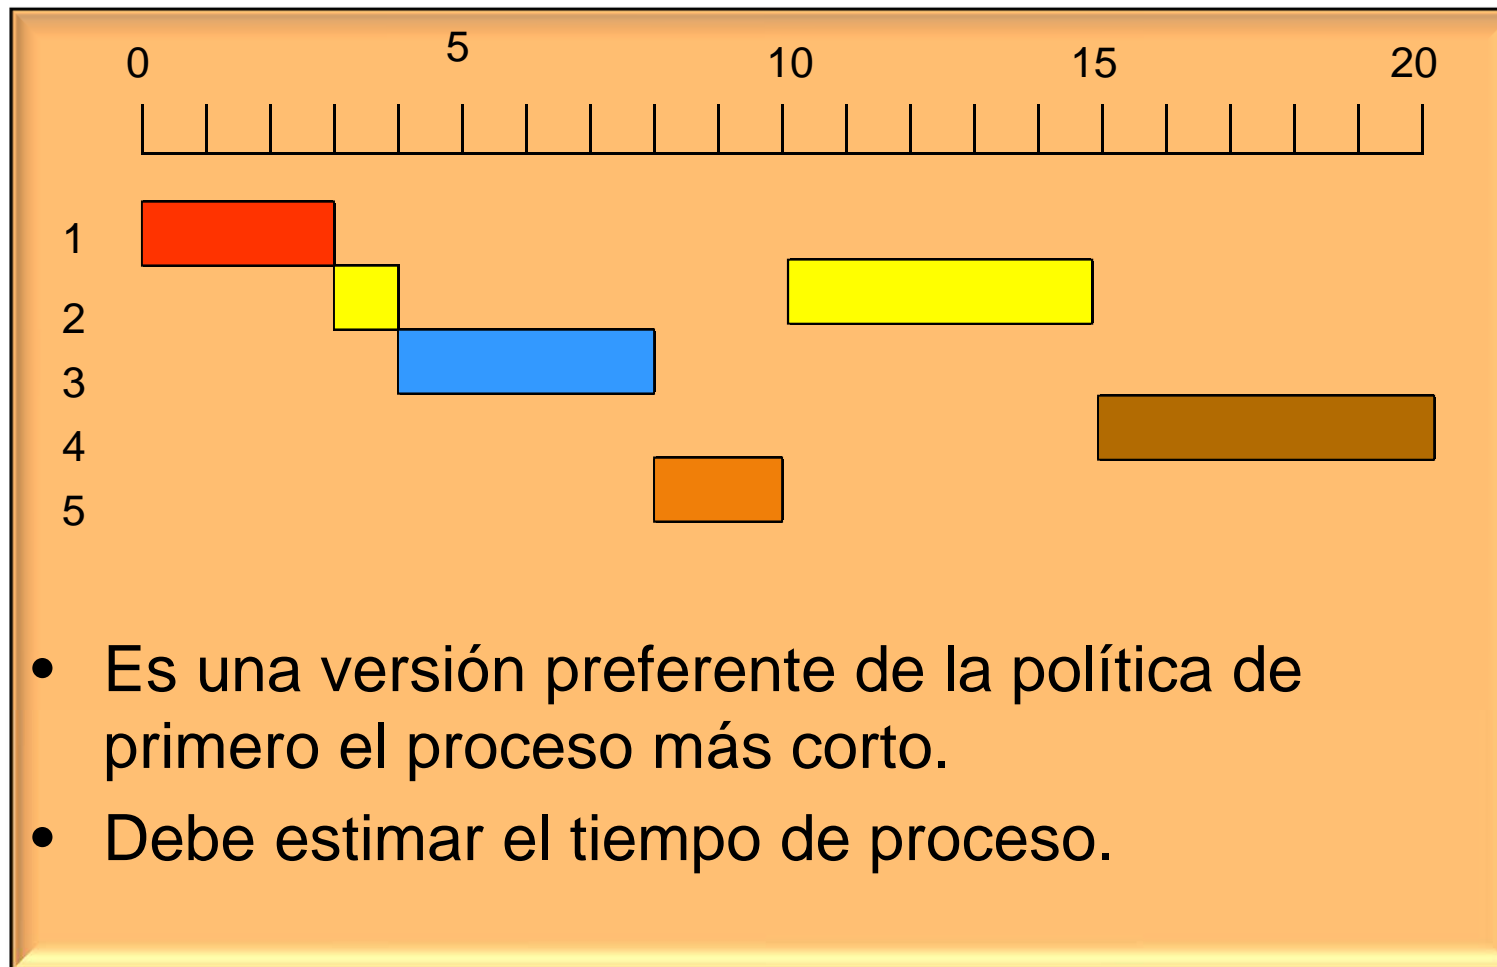 0 5 10 15 20
1
2
3
4
5
• Es una versión preferente de la política de
primero el proceso más corto.
• Debe estimar el tiempo de proceso.